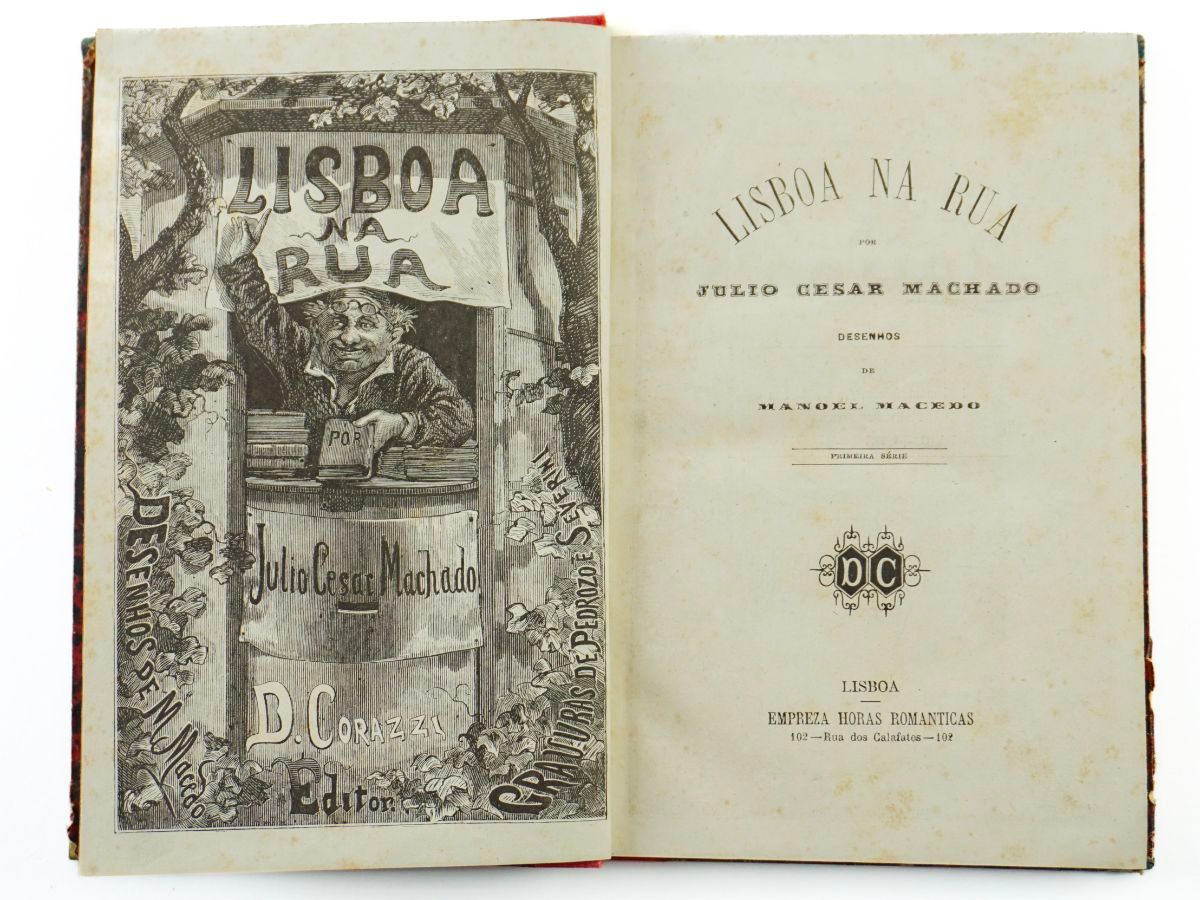 LISBOA
NA
RUA
POR
Julio Cesar Machado
D. CORAZZI
Editor.
DESENHOS DE M. Macedo
GRAVURAS DE PEDROZO E SEVERINI
LISBOA NA RUA
POR
JULIO CESAR MACHADO
DESENHOS
DE
MANOEL MACEDO
PRIMEIRA SÉRIE
DC
LISBOA
EMPREZA HORAS ROMANTICAS
102—Rua dos Calafates—102